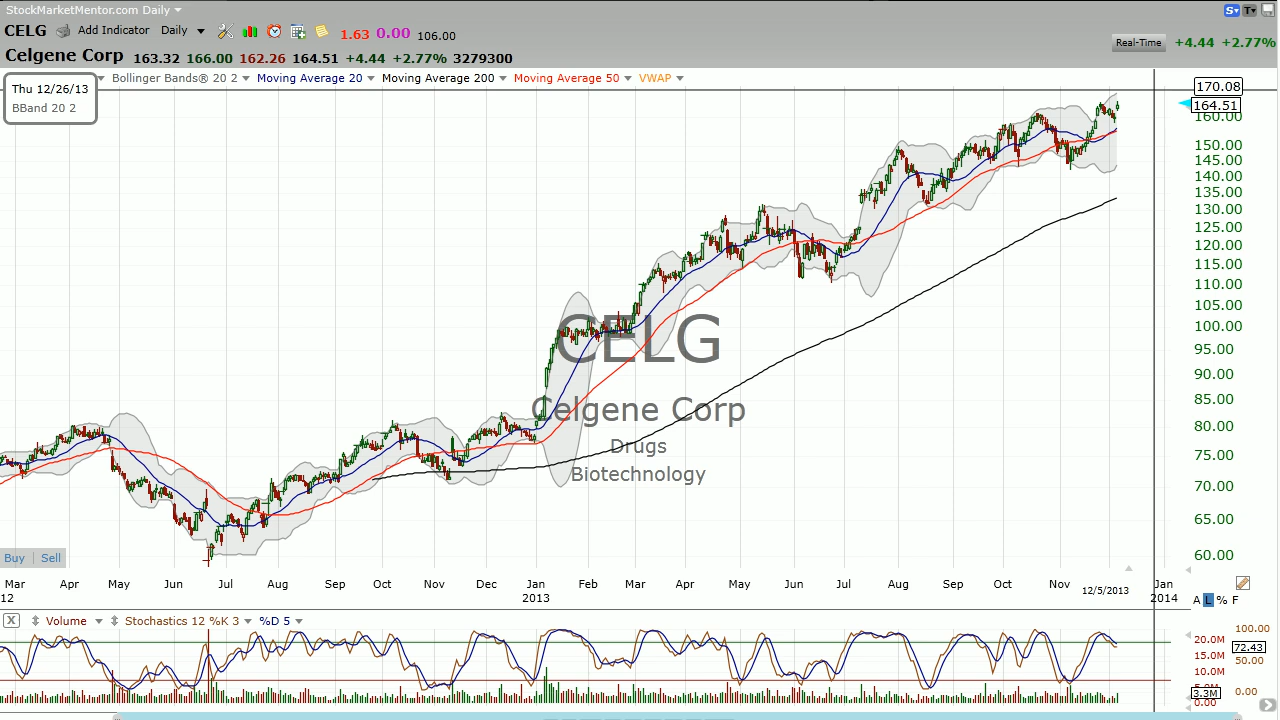 StockMarketMentor.com Daily
CELG Add Indicator Daily 1.63 0.00 106.00
S T
Celgene Corp 163.32 166.00 162.26 164.51 +4.44 +2.77% 3279300
Real-Time +4.44 +2.77%
Bollinger Bands® 20 2 Moving Average 20 Moving Average 200 Moving Average 50 VWAP
Thu 12/26/13
BBand 20 2
170.08
164.51
160.00
150.00
145.00
140.00
135.00
130.00
125.00
120.00
115.00
110.00
105.00
100.00
95.00
90.00
85.00
80.00
75.00
70.00
65.00
60.00
CELG
Celgene Corp
Drugs
Biotechnology
Buy Sell
Mar Apr May Jun Jul Aug Sep Oct Nov Dec Jan Feb Mar Apr May Jun Jul Aug Sep Oct Nov 12/5/2013 Jan
12 2013 2014
A L % F
X Volume Stochastics 12 %K 3 %D 5
100.00
20.0M
72.43
15.0M
50.00
10.0M
3.3M
0.00
0.00